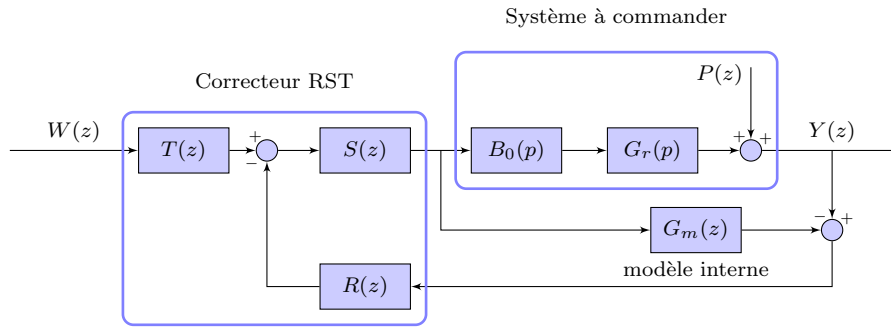 Système à commander
Correcteur RST
P(z)
W(z)
T(z)
+
−
S(z)
B₀(p)
Gᵣ(p)
+
+
Y(z)
Gₘ(z)
−
−
+
modèle interne
R(z)